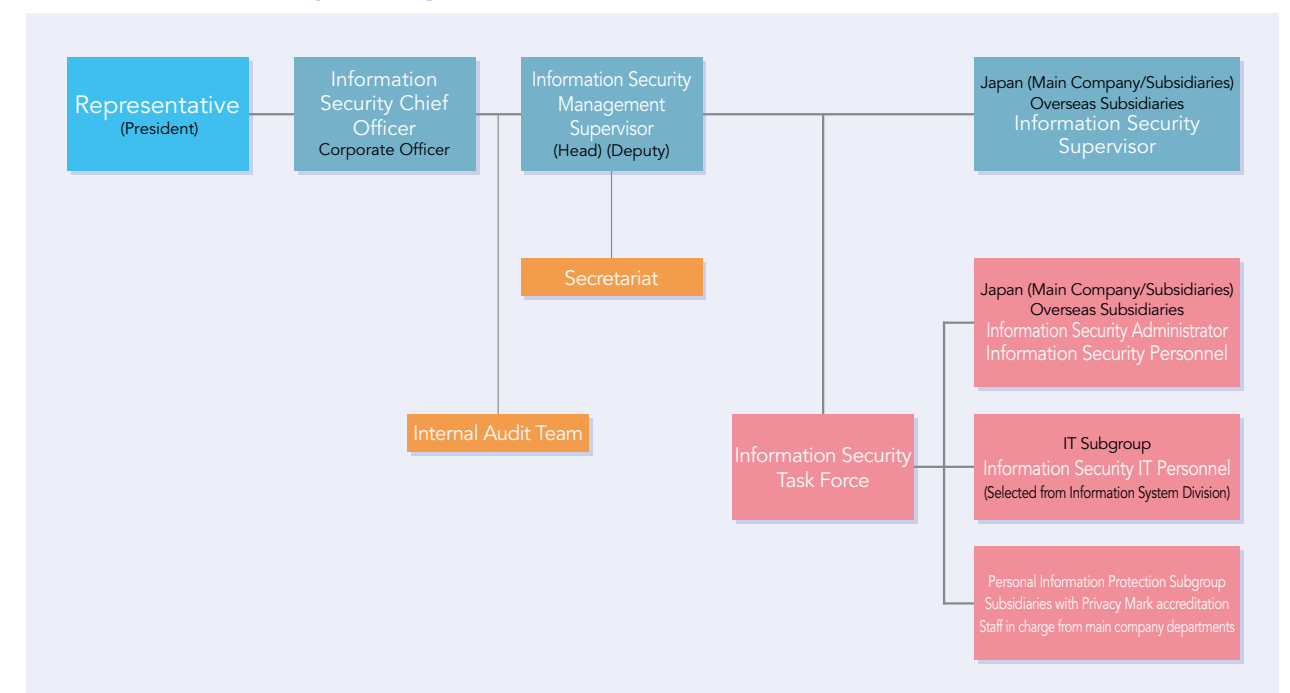 Representative
(President)
Information
Security Chief
Officer
Corporate Officer
Information Security
Management
Supervisor
(Head) (Deputy)
Japan (Main Company/Subsidiaries)
Overseas Subsidiaries
Information Security
Supervisor
Secretariat
Japan (Main Company/Subsidiaries)
Overseas Subsidiaries
Information Security Administrator
Information Security Personnel
Internal Audit Team
Information Security
Task Force
IT Subgroup
Information Security IT Personnel
(Selected from Information System Division)
Personal Information Protection Subgroup
Subsidiaries with Privacy Mark accreditation
Staff in charge from main company departments